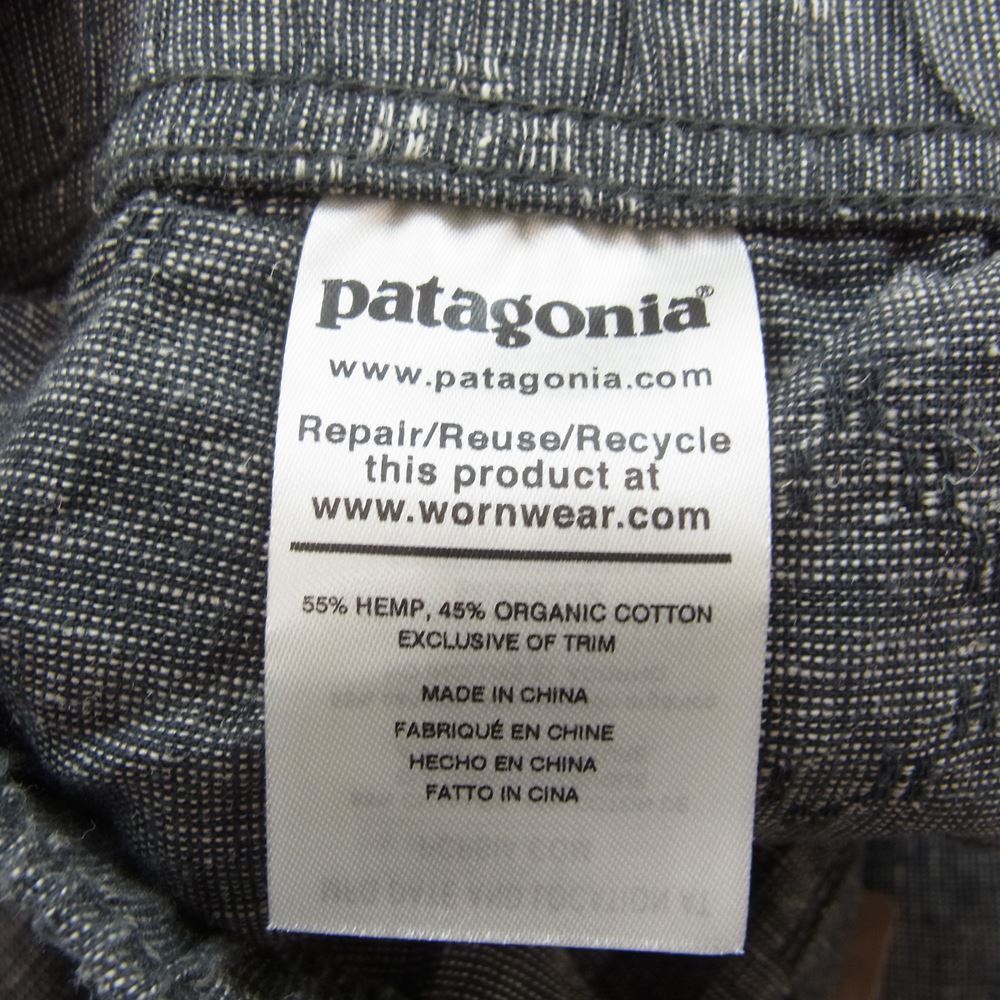 patagonia®
www.patagonia.com
Repair/Reuse/Recycle
this product at
www.wornwear.com
55% HEMP, 45% ORGANIC COTTON
EXCLUSIVE OF TRIM
MADE IN CHINA
FABRIQUÉ EN CHINE
HECHO EN CHINA
FATTO IN CINA